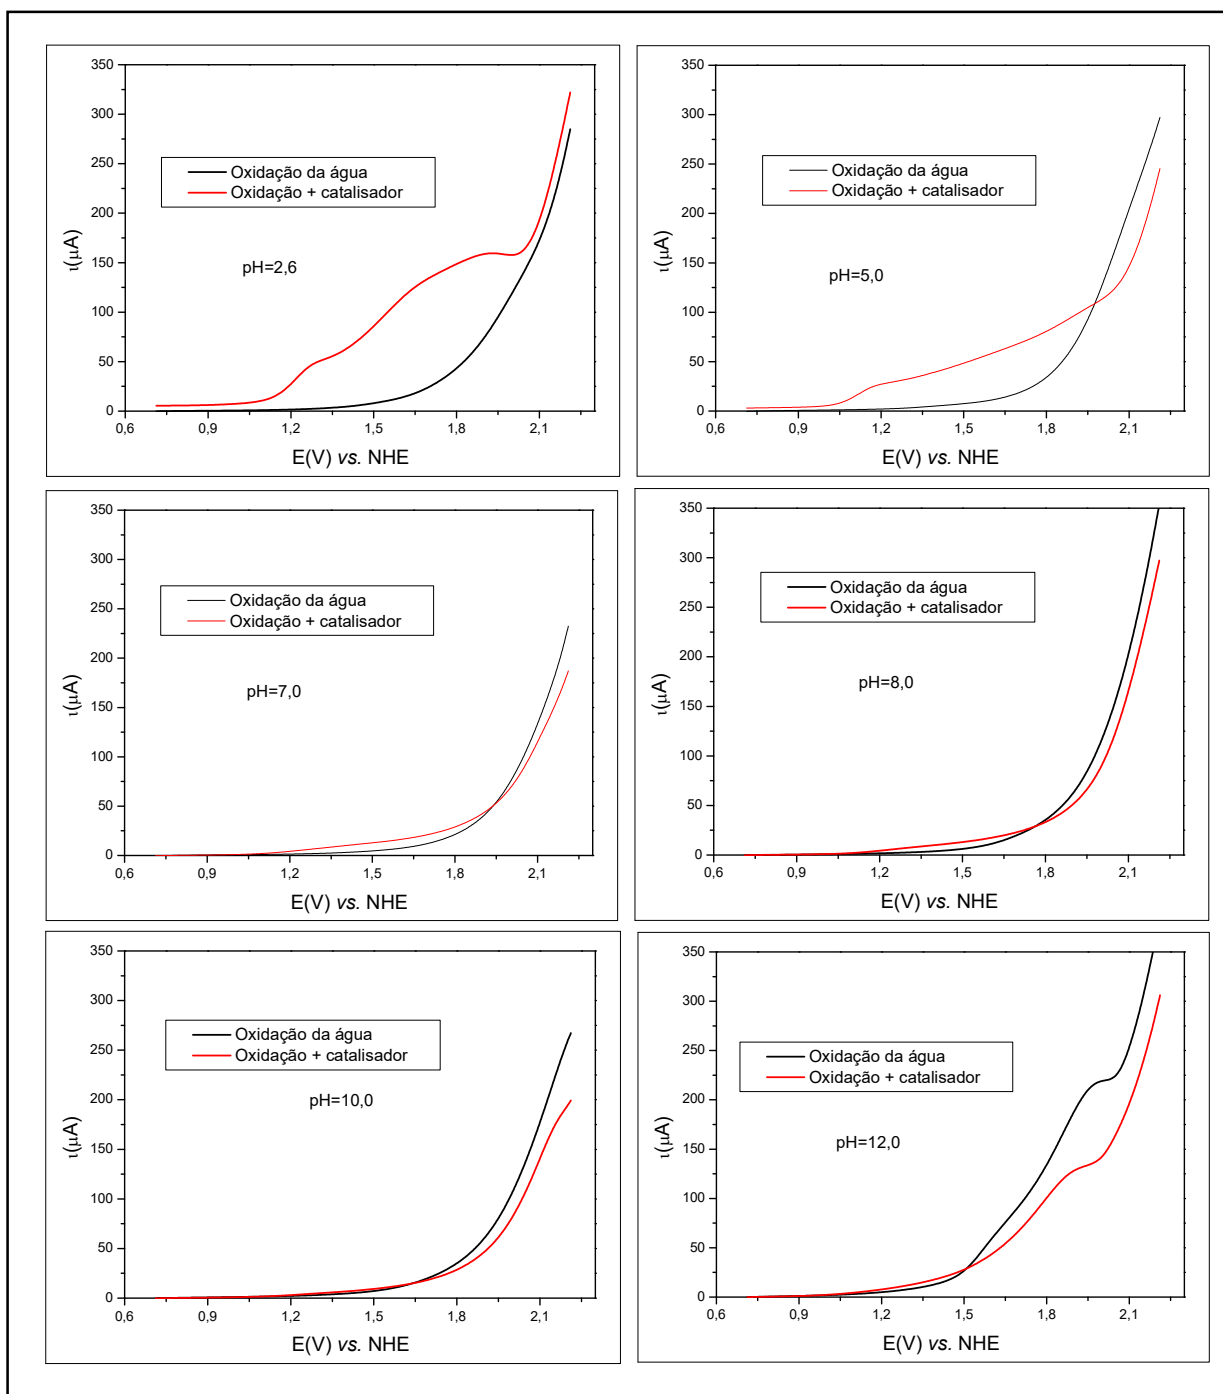 350
300
250
200
150
100
50
0
ι(μA)
Oxidação da água
Oxidação + catalisador
pH=2,6
0,6 0,9 1,2 1,5 1,8 2,1
E(V) vs. NHE
350
300
250
200
150
100
50
0
ι(μA)
Oxidação da água
Oxidação + catalisador
pH=5,0
0,6 0,9 1,2 1,5 1,8 2,1
E(V) vs. NHE
350
300
250
200
150
100
50
0
ι(μA)
Oxidação da água
Oxidação + catalisador
pH=7,0
0,6 0,9 1,2 1,5 1,8 2,1
E(V) vs. NHE
350
300
250
200
150
100
50
0
ι(μA)
Oxidação da água
Oxidação + catalisador
pH=8,0
0,6 0,9 1,2 1,5 1,8 2,1
E(V) vs. NHE
350
300
250
200
150
100
50
0
ι(μA)
Oxidação da água
Oxidação + catalisador
pH=10,0
0,6 0,9 1,2 1,5 1,8 2,1
E(V) vs. NHE
350
300
250
200
150
100
50
0
ι(μA)
Oxidação da água
Oxidação + catalisador
pH=12,0
0,6 0,9 1,2 1,5 1,8 2,1
E(V) vs. NHE